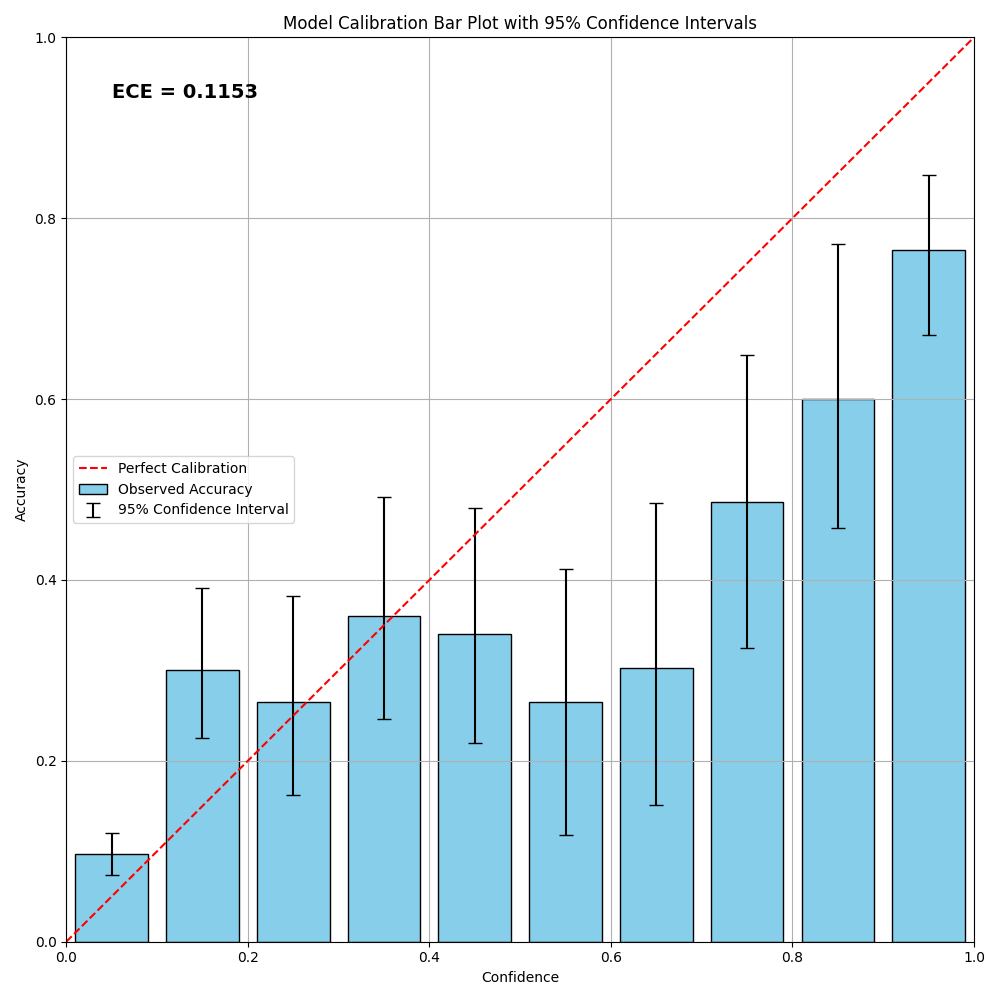 Model Calibration Bar Plot with 95% Confidence Intervals
1.0
ECE = 0.1153
0.8
0.6
Perfect Calibration
Observed Accuracy
95% Confidence Interval
Accuracy
0.4
0.2
0.0
0.0 0.2 0.4 0.6 0.8 1.0
Confidence